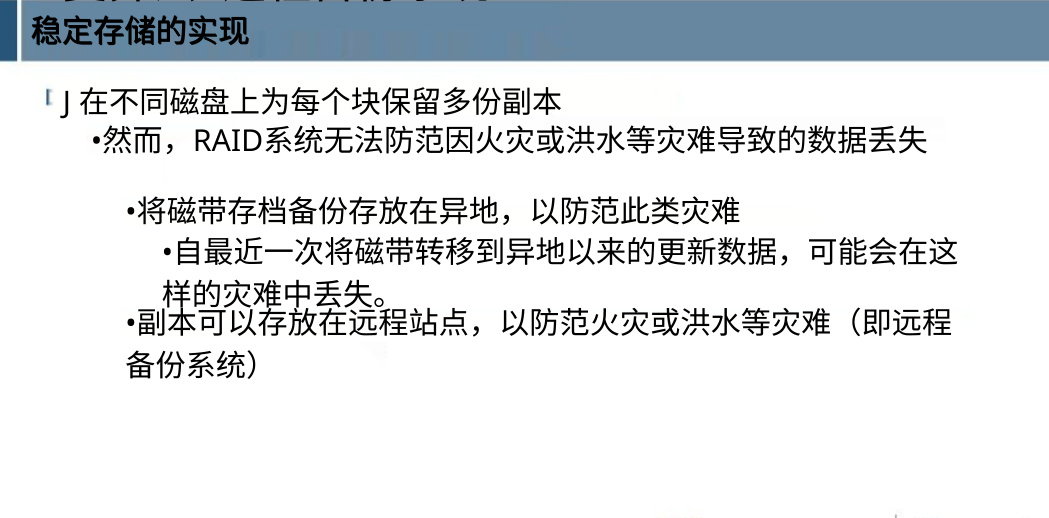 稳定存储的实现
J 在不同磁盘上为每个块保留多份副本
•然而，RAID系统无法防范因火灾或洪水等灾难导致的数据丢失
•将磁带存档备份存放在异地，以防范此类灾难
•自最近一次将磁带转移到异地以来的更新数据，可能会在这
样的灾难中丢失。
•副本可以存放在远程站点，以防范火灾或洪水等灾难（即远程
备份系统）